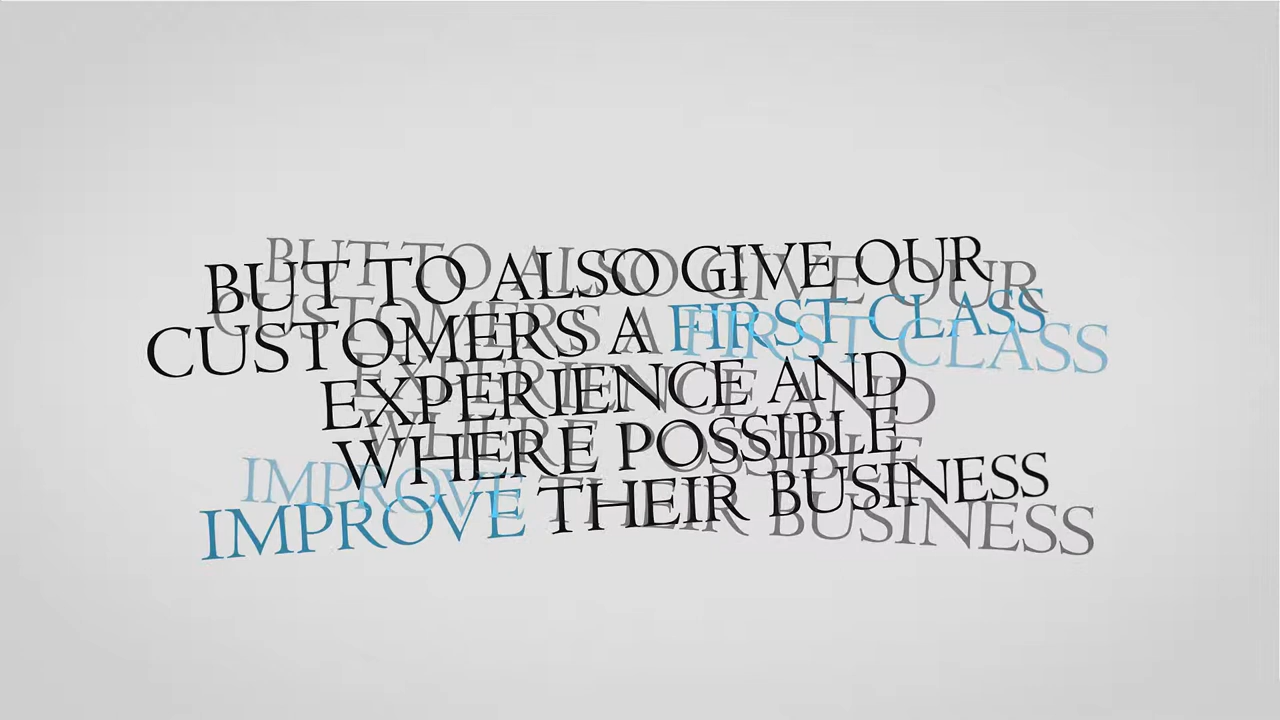 BUT TO ALSO GIVE OUR
CUSTOMERS A FIRST CLASS
EXPERIENCE AND
WHERE POSSIBLE
IMPROVE THEIR BUSINESS